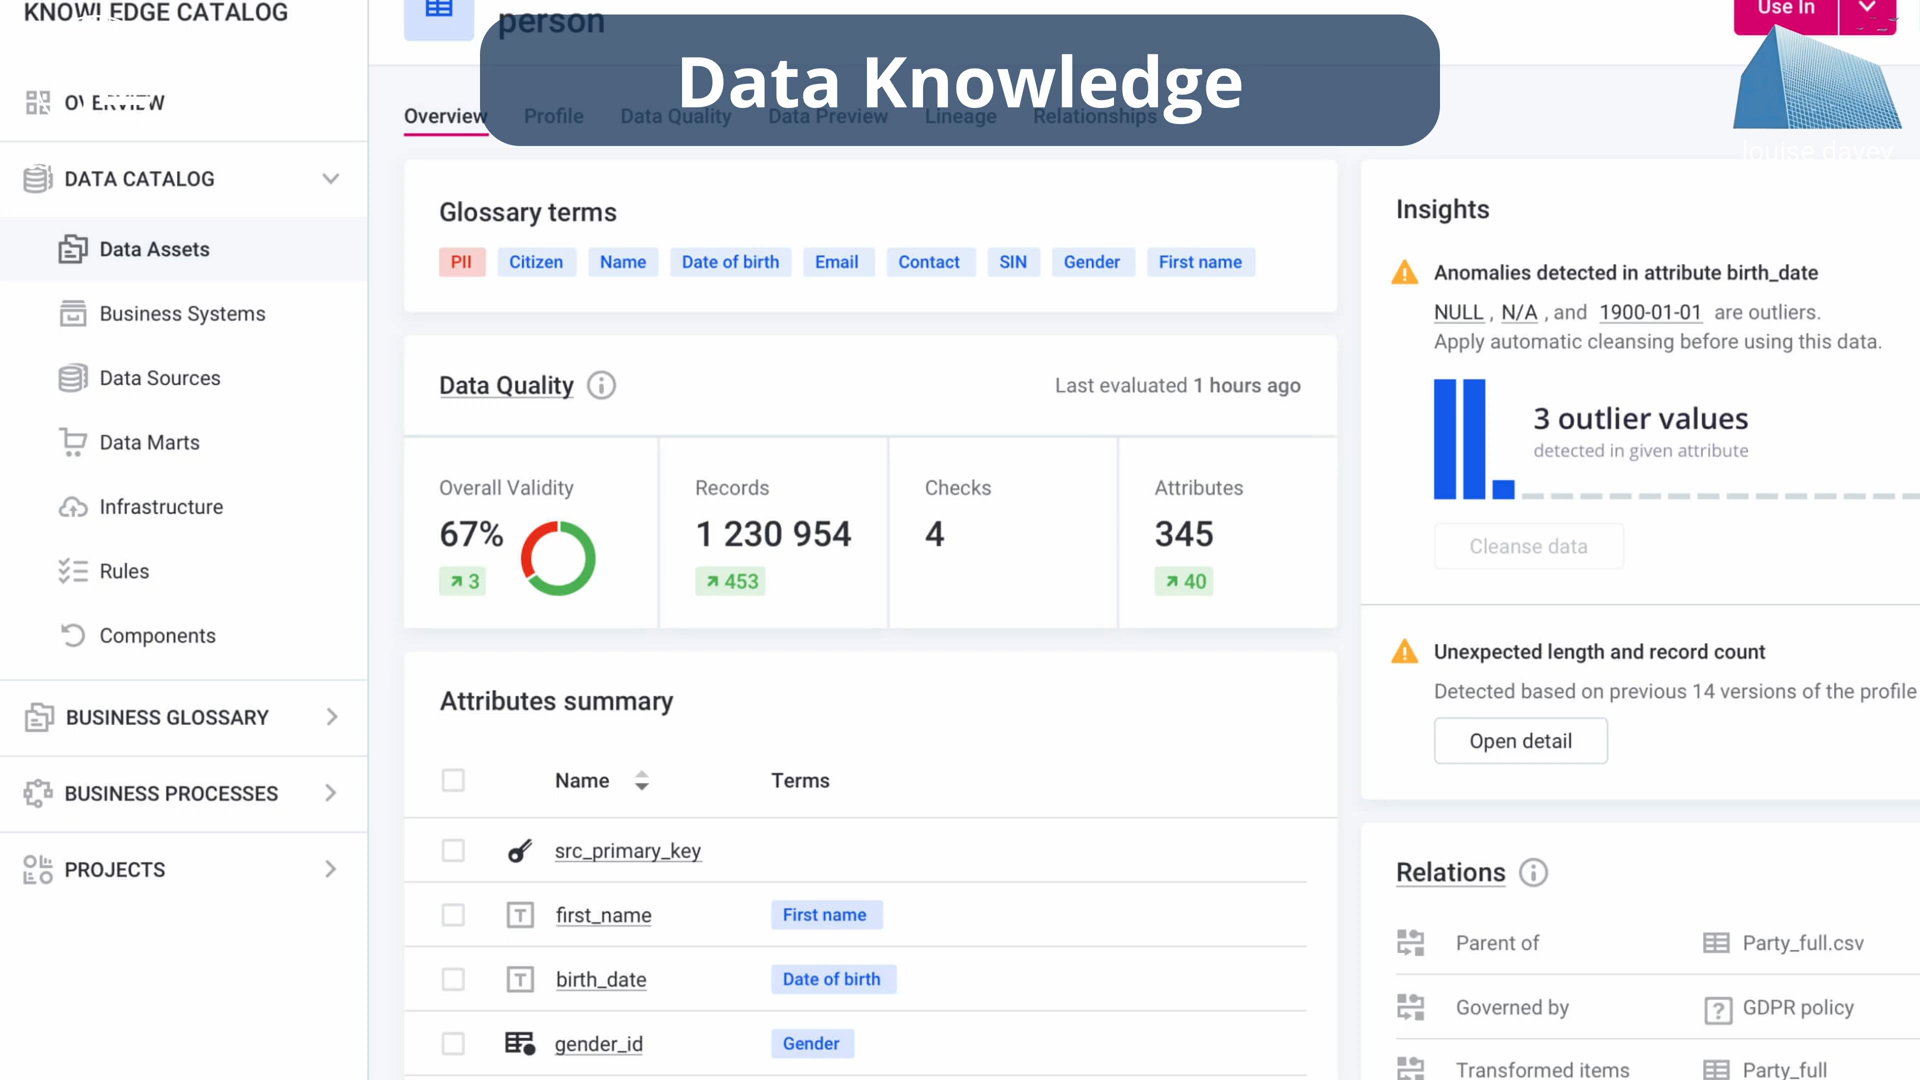 KNOWLEDGE CATALOG
person
Use In
Data Knowledge
louise davey
OVERVIEW
Overview Profile Data Quality Data Preview Lineage Relationships
DATA CATALOG
Data Assets
Business Systems
Data Sources
Data Marts
Infrastructure
Rules
Components
BUSINESS GLOSSARY
BUSINESS PROCESSES
PROJECTS
Glossary terms
PII Citizen Name Date of birth Email Contact SIN Gender First name
Data Quality
Last evaluated 1 hours ago
Overall Validity
67%
3
Records
1 230 954
453
Checks
4
Attributes
345
40
Attributes summary
Name Terms
src_primary_key
first_name First name
birth_date Date of birth
gender_id Gender
Insights
Anomalies detected in attribute birth_date
NULL , N/A , and 1900-01-01 are outliers.
Apply automatic cleansing before using this data.
3 outlier values
detected in given attribute
Cleanse data
Unexpected length and record count
Detected based on previous 14 versions of the profile
Open detail
Relations
Parent of Party_full.csv
Governed by GDPR policy
Transformed items Party_full